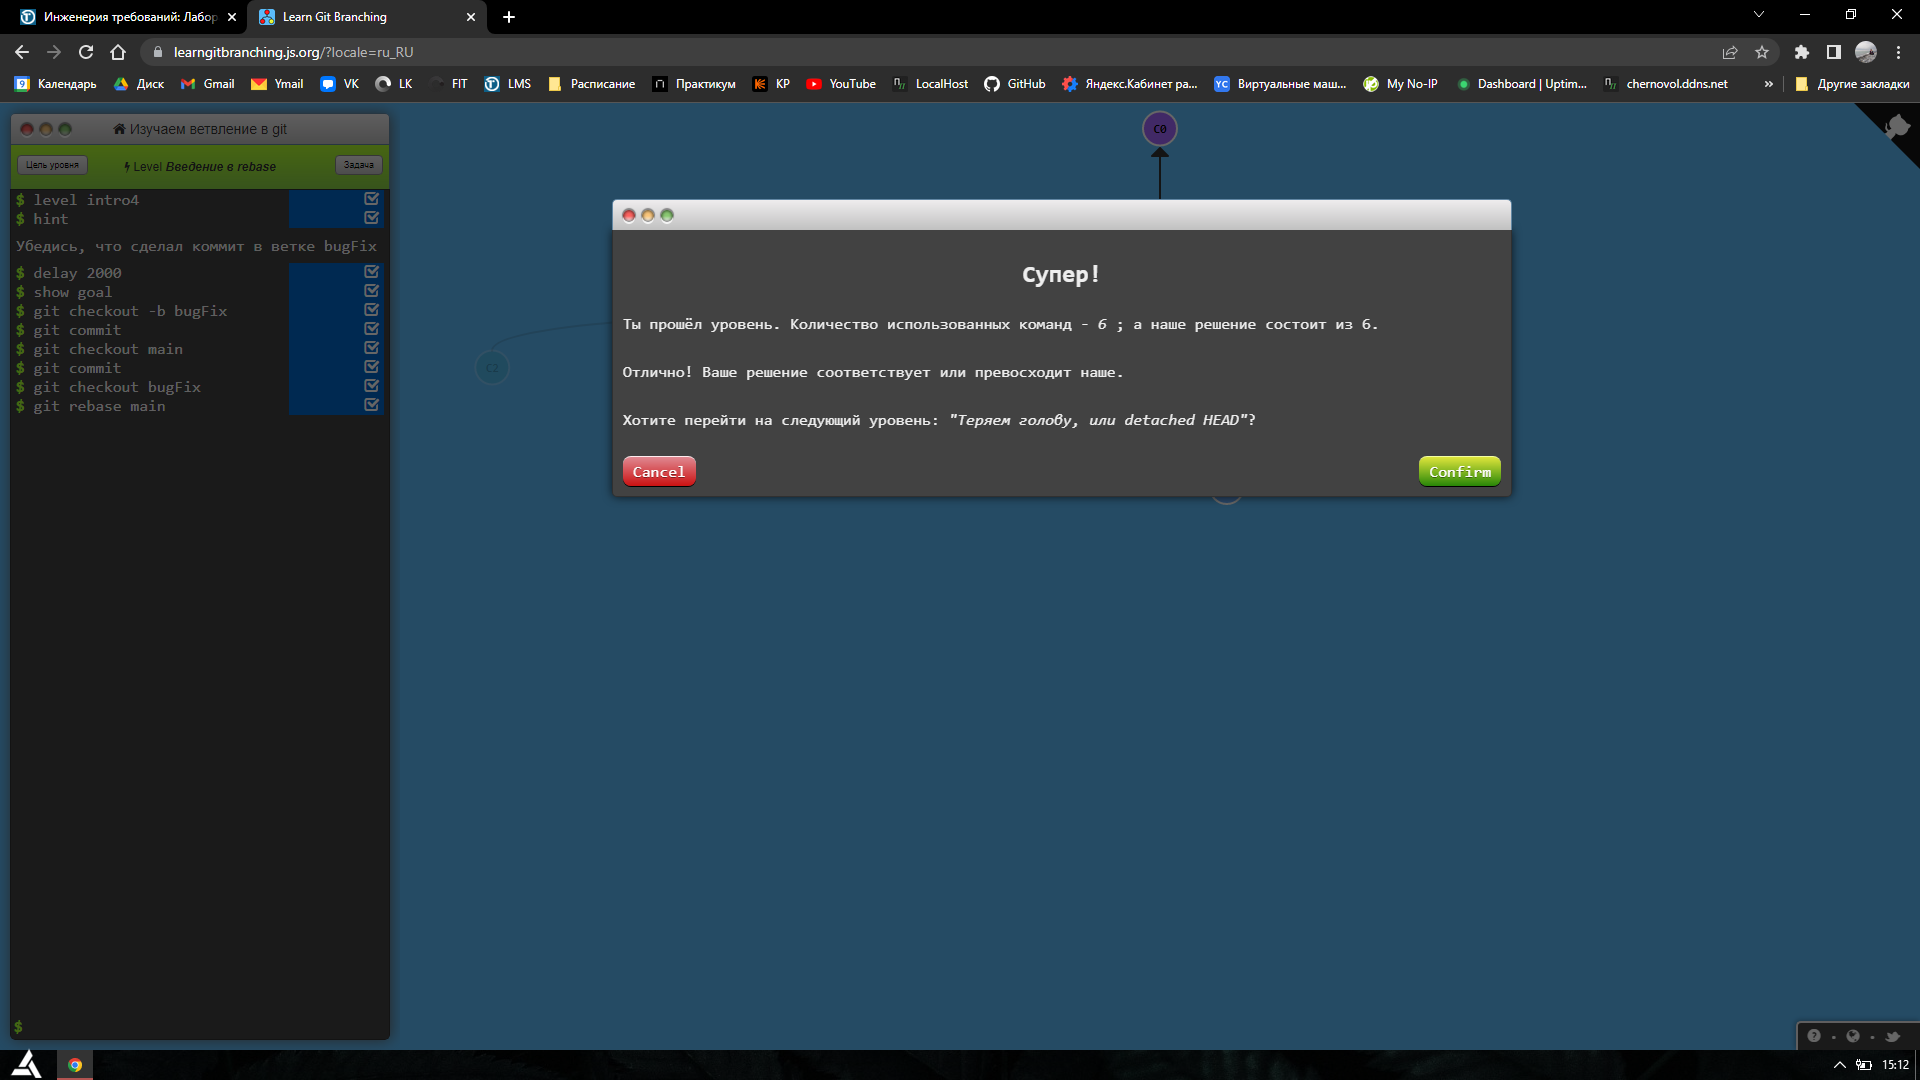 Инженерия требований: Лабор
Learn Git Branching
learngitbranching.js.org/?locale=ru_RU
Календарь Диск Gmail Ymail VK LK FIT LMS Расписание Практикум КР YouTube LocalHost GitHub Яндекс.Кабинет ра... YC Виртуальные маш... My No-IP Dashboard | Uptim... chernovol.ddns.net » Другие закладки
Изучаем ветвление в git
Цель уровня Level Введение в rebase Задача
$ level intro4
$ hint
Убедись, что сделал коммит в ветке bugFix
$ delay 2000
$ show goal
$ git checkout -b bugFix
$ git commit
$ git checkout main
$ git commit
$ git checkout bugFix
$ git rebase main
$
C0
C2
Супер!
Ты прошёл уровень. Количество использованных команд - 6 ; а наше решение состоит из 6.
Отлично! Ваше решение соответствует или превосходит наше.
Хотите перейти на следующий уровень: "Теряем голову, или detached HEAD"?
Cancel
Confirm
15:12